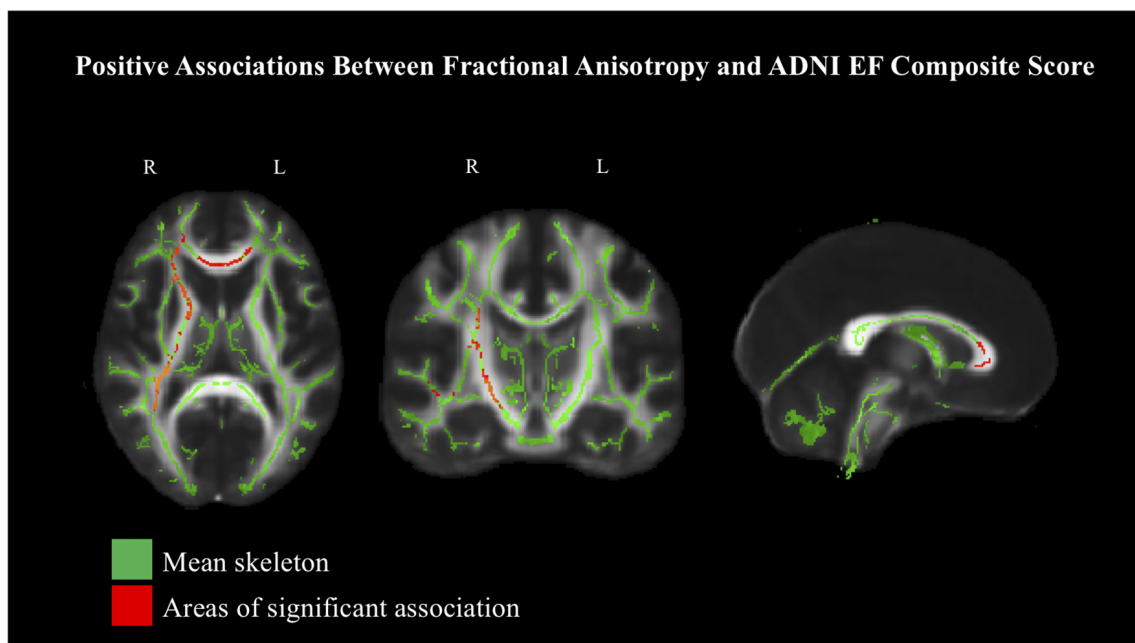 Positive Associations Between Fractional Anisotropy and ADNI EF Composite Score
R L R L
Mean skeleton
Areas of significant association